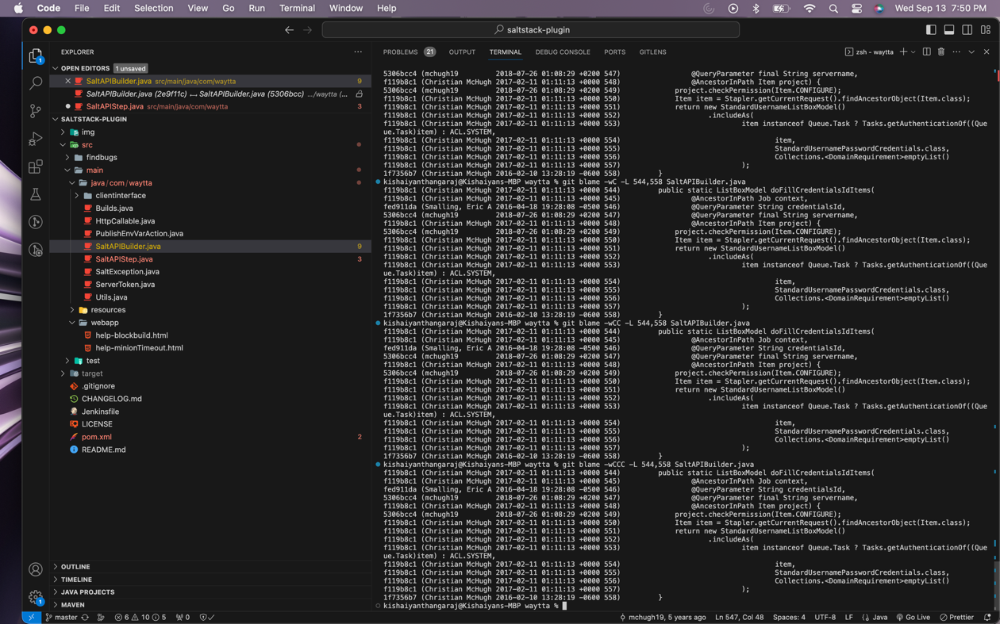 Code File Edit Selection View Go Run Terminal Window Help Wed Sep 13 7:50 PM
saltstack-plugin
EXPLORER
OPEN EDITORS 1 unsaved
SaltAPIBuilder.java src/main/java/com/waytta 9
SaltAPIBuilder.java (2e9f11c) ↔ SaltAPIBuilder.java (5306bcc4) .../waytta (...
SaltAPIStep.java src/main/java/com/waytta 3
SALTSTACK-PLUGIN
img
src
findbugs
main
java/com/waytta
clientinterface
Builds.java
HttpCallable.java
PublishEnvVarAction.java
SaltAPIBuilder.java 9
SaltAPIStep.java 3
SaltException.java
ServerToken.java
Utils.java
resources
webapp
help-blockbuild.html
help-minionTimeout.html
test
target
.gitignore
CHANGELOG.md
Jenkinsfile
LICENSE
pom.xml 2
README.md
OUTLINE
TIMELINE
JAVA PROJECTS
MAVEN
PROBLEMS 21 OUTPUT TERMINAL DEBUG CONSOLE PORTS GITLENS zsh - waytta
5306bcc4 (mchugh19 2018-07-26 01:08:29 +0200 547) @QueryParameter final String servername,
f119b8c1 (Christian McHugh 2017-02-11 01:11:13 +0000 548) @AncestorInPath Item project) {
5306bcc4 (mchugh19 2018-07-26 01:08:29 +0200 549) project.checkPermission(Item.CONFIGURE);
f119b8c1 (Christian McHugh 2017-02-11 01:11:13 +0000 550) Item item = Stapler.getCurrentRequest().findAncestorObject(Item.class);
f119b8c1 (Christian McHugh 2017-02-11 01:11:13 +0000 551) return new StandardUsernameListBoxModel()
f119b8c1 (Christian McHugh 2017-02-11 01:11:13 +0000 552) .includeAs(
f119b8c1 (Christian McHugh 2017-02-11 01:11:13 +0000 553) item instanceof Queue.Task ? Tasks.getAuthenticationOf((Que
ue.Task)item) : ACL.SYSTEM,
f119b8c1 (Christian McHugh 2017-02-11 01:11:13 +0000 554) item,
f119b8c1 (Christian McHugh 2017-02-11 01:11:13 +0000 555) StandardUsernamePasswordCredentials.class,
f119b8c1 (Christian McHugh 2017-02-11 01:11:13 +0000 556) Collections.<DomainRequirement>emptyList()
f119b8c1 (Christian McHugh 2017-02-11 01:11:13 +0000 557) );
1f7356b7 (Christian McHugh 2016-02-10 13:28:19 -0600 558) }
kishaiyanthangaraj@Kishaiyans-MBP waytta % git blame -wC -L 544,558 SaltAPIBuilder.java
f119b8c1 (Christian McHugh 2017-02-11 01:11:13 +0000 544) public static ListBoxModel doFillCredentialsIdItems(
f119b8c1 (Christian McHugh 2017-02-11 01:11:13 +0000 545) @AncestorInPath Job context,
fed911da (Smalling, Eric A 2016-04-18 19:28:08 -0500 546) @QueryParameter String credentialsId,
5306bcc4 (mchugh19 2018-07-26 01:08:29 +0200 547) @QueryParameter final String servername,
f119b8c1 (Christian McHugh 2017-02-11 01:11:13 +0000 548) @AncestorInPath Item project) {
5306bcc4 (mchugh19 2018-07-26 01:08:29 +0200 549) project.checkPermission(Item.CONFIGURE);
f119b8c1 (Christian McHugh 2017-02-11 01:11:13 +0000 550) Item item = Stapler.getCurrentRequest().findAncestorObject(Item.class);
f119b8c1 (Christian McHugh 2017-02-11 01:11:13 +0000 551) return new StandardUsernameListBoxModel()
f119b8c1 (Christian McHugh 2017-02-11 01:11:13 +0000 552) .includeAs(
f119b8c1 (Christian McHugh 2017-02-11 01:11:13 +0000 553) item instanceof Queue.Task ? Tasks.getAuthenticationOf((Que
ue.Task)item) : ACL.SYSTEM,
f119b8c1 (Christian McHugh 2017-02-11 01:11:13 +0000 554) item,
f119b8c1 (Christian McHugh 2017-02-11 01:11:13 +0000 555) StandardUsernamePasswordCredentials.class,
f119b8c1 (Christian McHugh 2017-02-11 01:11:13 +0000 556) Collections.<DomainRequirement>emptyList()
f119b8c1 (Christian McHugh 2017-02-11 01:11:13 +0000 557) );
1f7356b7 (Christian McHugh 2016-02-10 13:28:19 -0600 558) }
kishaiyanthangaraj@Kishaiyans-MBP waytta % git blame -wCC -L 544,558 SaltAPIBuilder.java
f119b8c1 (Christian McHugh 2017-02-11 01:11:13 +0000 544) public static ListBoxModel doFillCredentialsIdItems(
f119b8c1 (Christian McHugh 2017-02-11 01:11:13 +0000 545) @AncestorInPath Job context,
fed911da (Smalling, Eric A 2016-04-18 19:28:08 -0500 546) @QueryParameter String credentialsId,
5306bcc4 (mchugh19 2018-07-26 01:08:29 +0200 547) @QueryParameter final String servername,
f119b8c1 (Christian McHugh 2017-02-11 01:11:13 +0000 548) @AncestorInPath Item project) {
5306bcc4 (mchugh19 2018-07-26 01:08:29 +0200 549) project.checkPermission(Item.CONFIGURE);
f119b8c1 (Christian McHugh 2017-02-11 01:11:13 +0000 550) Item item = Stapler.getCurrentRequest().findAncestorObject(Item.class);
f119b8c1 (Christian McHugh 2017-02-11 01:11:13 +0000 551) return new StandardUsernameListBoxModel()
f119b8c1 (Christian McHugh 2017-02-11 01:11:13 +0000 552) .includeAs(
f119b8c1 (Christian McHugh 2017-02-11 01:11:13 +0000 553) item instanceof Queue.Task ? Tasks.getAuthenticationOf((Que
ue.Task)item) : ACL.SYSTEM,
f119b8c1 (Christian McHugh 2017-02-11 01:11:13 +0000 554) item,
f119b8c1 (Christian McHugh 2017-02-11 01:11:13 +0000 555) StandardUsernamePasswordCredentials.class,
f119b8c1 (Christian McHugh 2017-02-11 01:11:13 +0000 556) Collections.<DomainRequirement>emptyList()
f119b8c1 (Christian McHugh 2017-02-11 01:11:13 +0000 557) );
1f7356b7 (Christian McHugh 2016-02-10 13:28:19 -0600 558) }
kishaiyanthangaraj@Kishaiyans-MBP waytta % git blame -wCCC -L 544,558 SaltAPIBuilder.java
f119b8c1 (Christian McHugh 2017-02-11 01:11:13 +0000 544) public static ListBoxModel doFillCredentialsIdItems(
f119b8c1 (Christian McHugh 2017-02-11 01:11:13 +0000 545) @AncestorInPath Job context,
fed911da (Smalling, Eric A 2016-04-18 19:28:08 -0500 546) @QueryParameter String credentialsId,
5306bcc4 (mchugh19 2018-07-26 01:08:29 +0200 547) @QueryParameter final String servername,
f119b8c1 (Christian McHugh 2017-02-11 01:11:13 +0000 548) @AncestorInPath Item project) {
5306bcc4 (mchugh19 2018-07-26 01:08:29 +0200 549) project.checkPermission(Item.CONFIGURE);
f119b8c1 (Christian McHugh 2017-02-11 01:11:13 +0000 550) Item item = Stapler.getCurrentRequest().findAncestorObject(Item.class);
f119b8c1 (Christian McHugh 2017-02-11 01:11:13 +0000 551) return new StandardUsernameListBoxModel()
f119b8c1 (Christian McHugh 2017-02-11 01:11:13 +0000 552) .includeAs(
f119b8c1 (Christian McHugh 2017-02-11 01:11:13 +0000 553) item instanceof Queue.Task ? Tasks.getAuthenticationOf((Que
ue.Task)item) : ACL.SYSTEM,
f119b8c1 (Christian McHugh 2017-02-11 01:11:13 +0000 554) item,
f119b8c1 (Christian McHugh 2017-02-11 01:11:13 +0000 555) StandardUsernamePasswordCredentials.class,
f119b8c1 (Christian McHugh 2017-02-11 01:11:13 +0000 556) Collections.<DomainRequirement>emptyList()
f119b8c1 (Christian McHugh 2017-02-11 01:11:13 +0000 557) );
1f7356b7 (Christian McHugh 2016-02-10 13:28:19 -0600 558) }
kishaiyanthangaraj@Kishaiyans-MBP waytta %
master 6 10 5 0 mchugh19, 5 years ago Ln 547, Col 48 Spaces: 4 UTF-8 LF Java Go Live Prettier